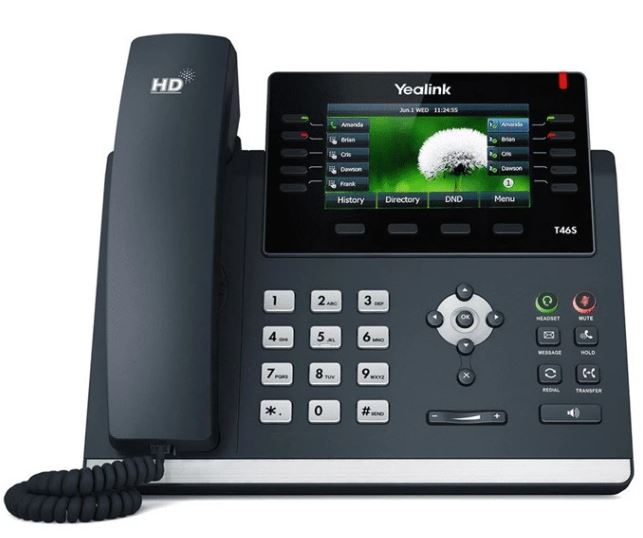 HD
Yealink
Jun.1 WED 11:24:55
Amanda
Brian
Cris
Dawson
Frank
Amanda
Brian
Cris
Dawson
1
History Directory DND Menu
T46S
1 2 ABC 3 DEF
4 GHI 5 JKL 6 MNO
7 PQRS 8 TUV 9 WXYZ
*. 0 # SEND
OK
HEADSET MUTE
MESSAGE HOLD
REDIAL TRANSFER
- +